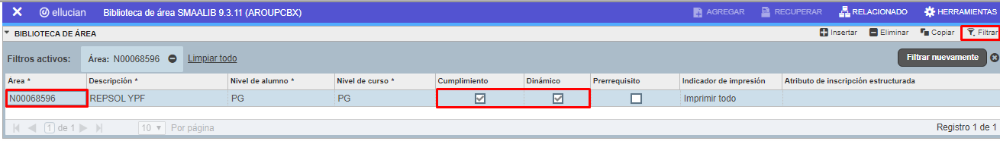 ellucian Biblioteca de área SMAALIB 9.3.11 (AROUPCBX) AGREGAR RECUPERAR RELACIONADO HERRAMIENTAS
BIBLIOTECA DE ÁREA Insertar Eliminar Copiar Filtrar
Filtros activos: Área: N00068596 Limpiar todo Filtrar nuevamente
Area * Descripción * Nivel de alumno * Nivel de curso * Cumplimiento Dinámico Prerrequisito Indicador de impresión Atributo de inscripción estructurada
N00068596 REPSOL YPF PG PG Imprimir todo
1 de 1 10 Por página Registro 1 de 1